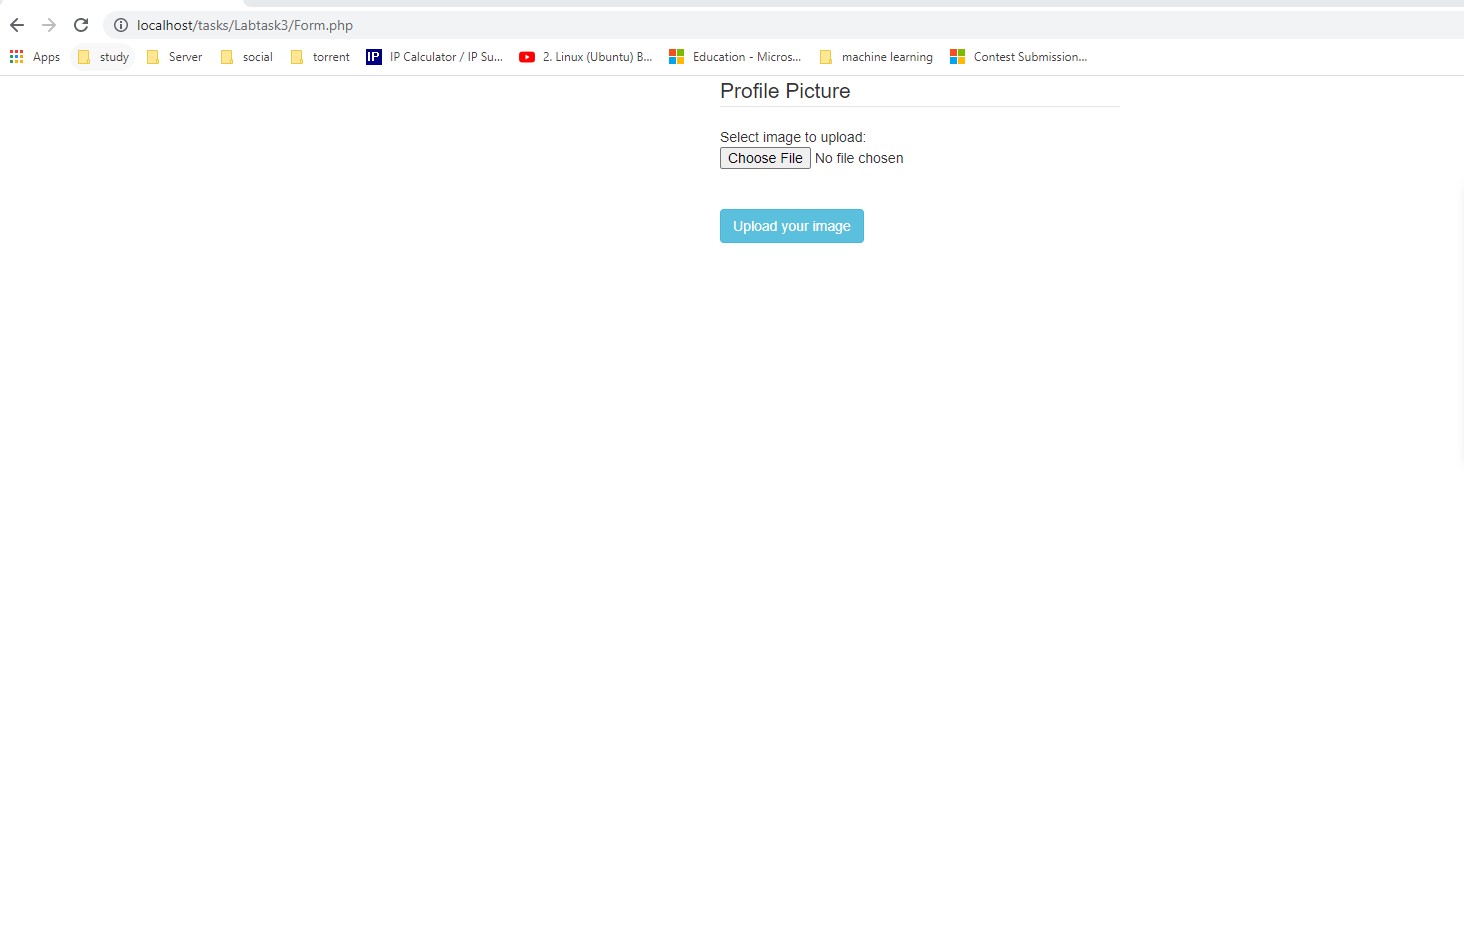 localhost/tasks/Labtask3/Form.php
Apps study Server social torrent IP IP Calculator / IP Su... 2. Linux (Ubuntu) B... Education - Micros... machine learning Contest Submission...
Profile Picture
Select image to upload:
Choose File No file chosen
Upload your image